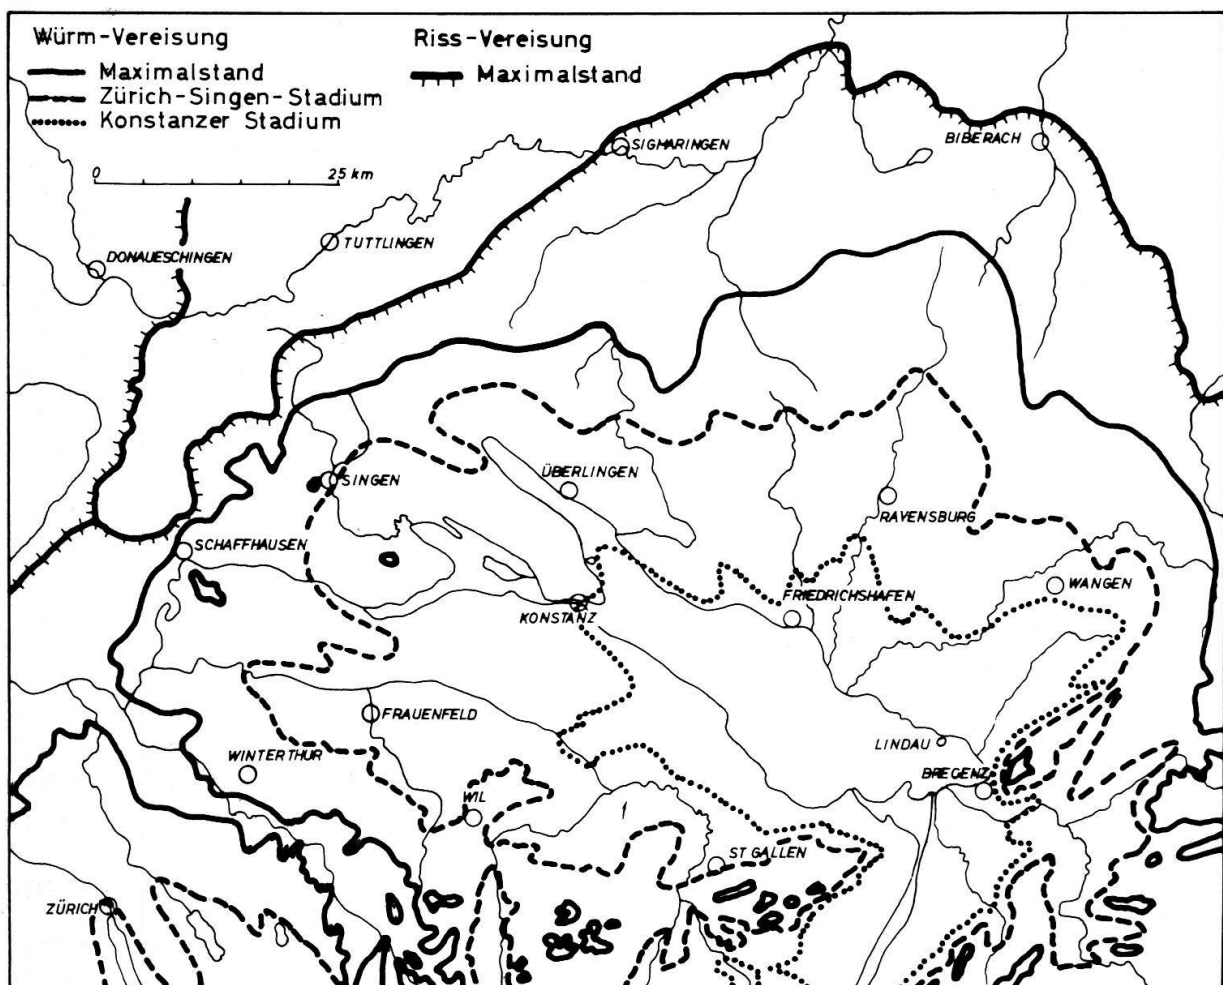 Würm-Vereisung
Maximalstand
Zürich-Singen-Stadium
Konstanzer Stadium
Riss-Vereisung
Maximalstand
0 25 km
SIGMARINGEN
BIBERACH
TUTTLINGEN
DONAUESCHINGEN
ÜBERLINGEN
SINGEN
RAVENSBURG
SCHAFFHAUSEN
WANGEN
FRIEDRICHSHAFEN
KONSTANZ
FRAUENFELD
LINDAU
WINTERTHUR
BREGENZ
WIL
ST GALLEN
ZÜRICH